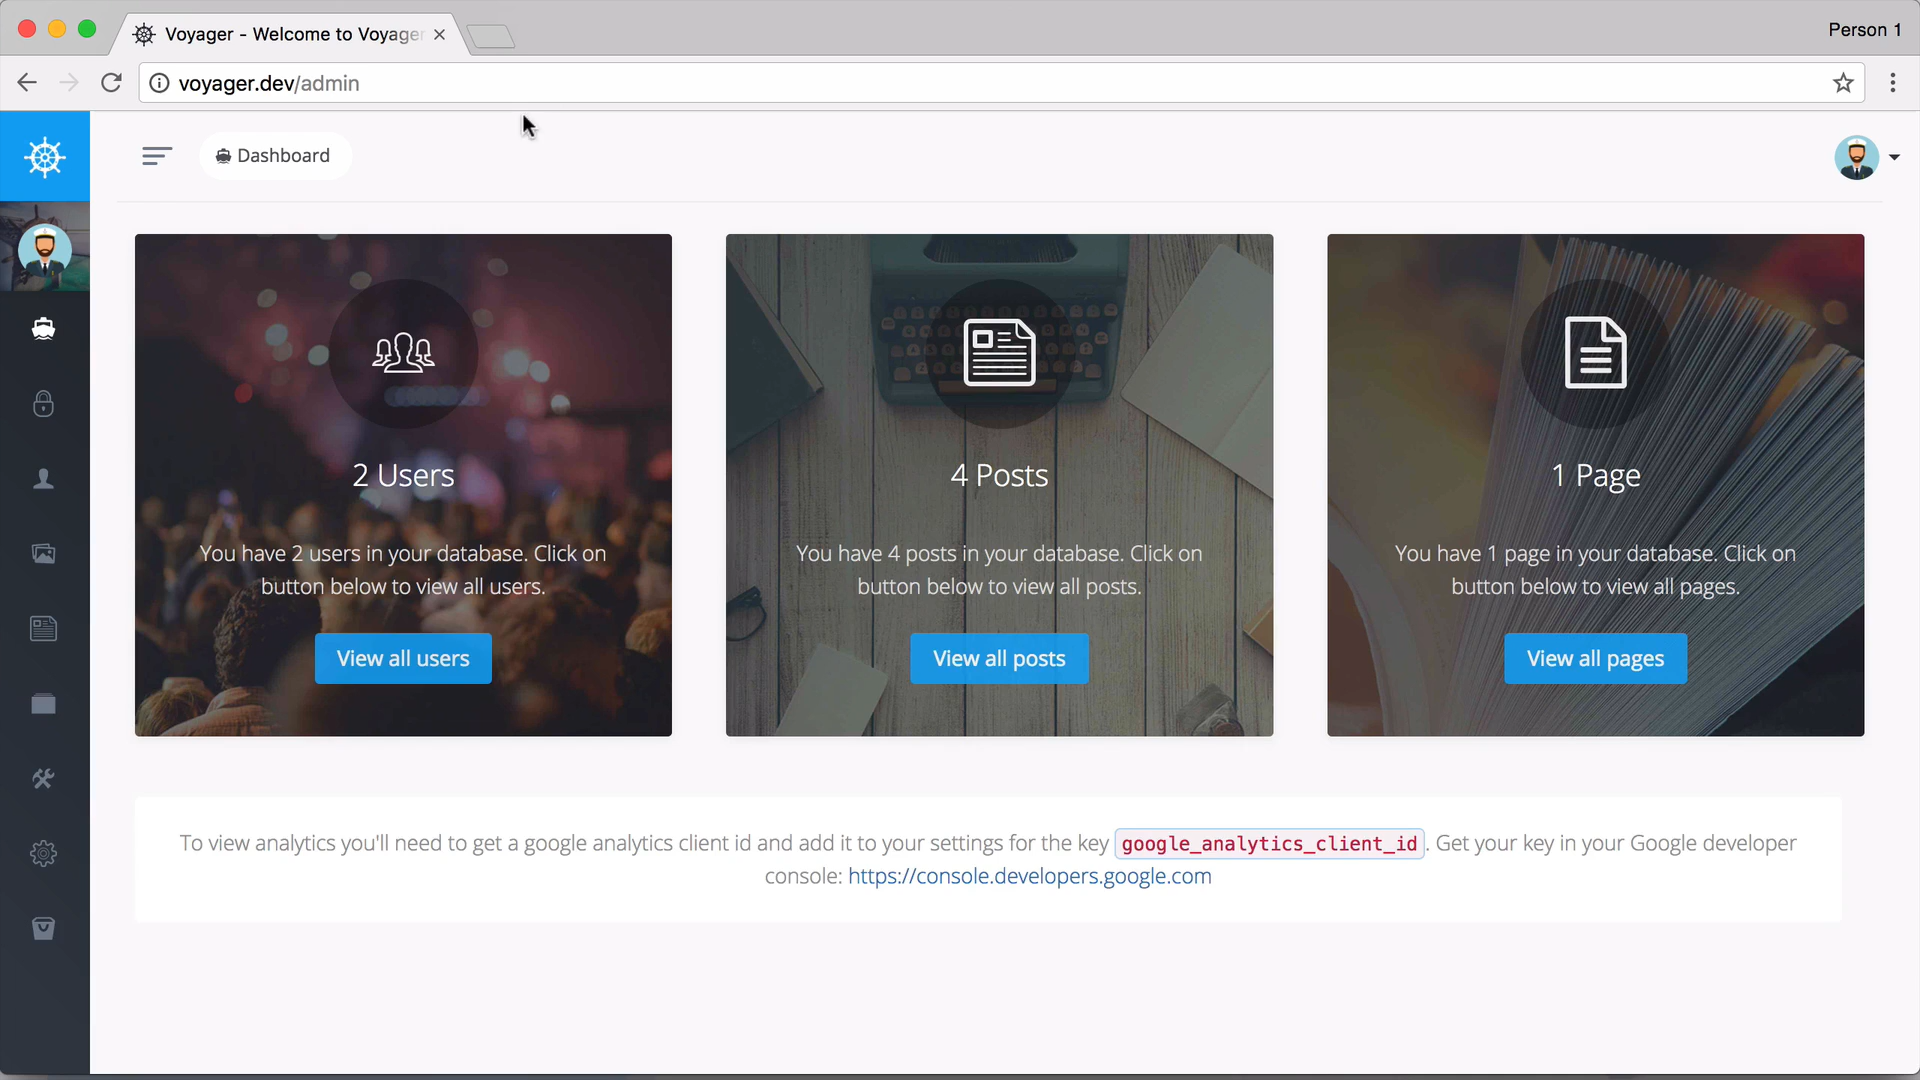 Voyager - Welcome to Voyager
Person 1
voyager.dev/admin
Dashboard
2 Users
You have 2 users in your database. Click on
button below to view all users.
View all users
4 Posts
You have 4 posts in your database. Click on
button below to view all posts.
View all posts
1 Page
You have 1 page in your database. Click on
button below to view all pages.
View all pages
To view analytics you'll need to get a google analytics client id and add it to your settings for the key google_analytics_client_id. Get your key in your Google developer
console: https://console.developers.google.com